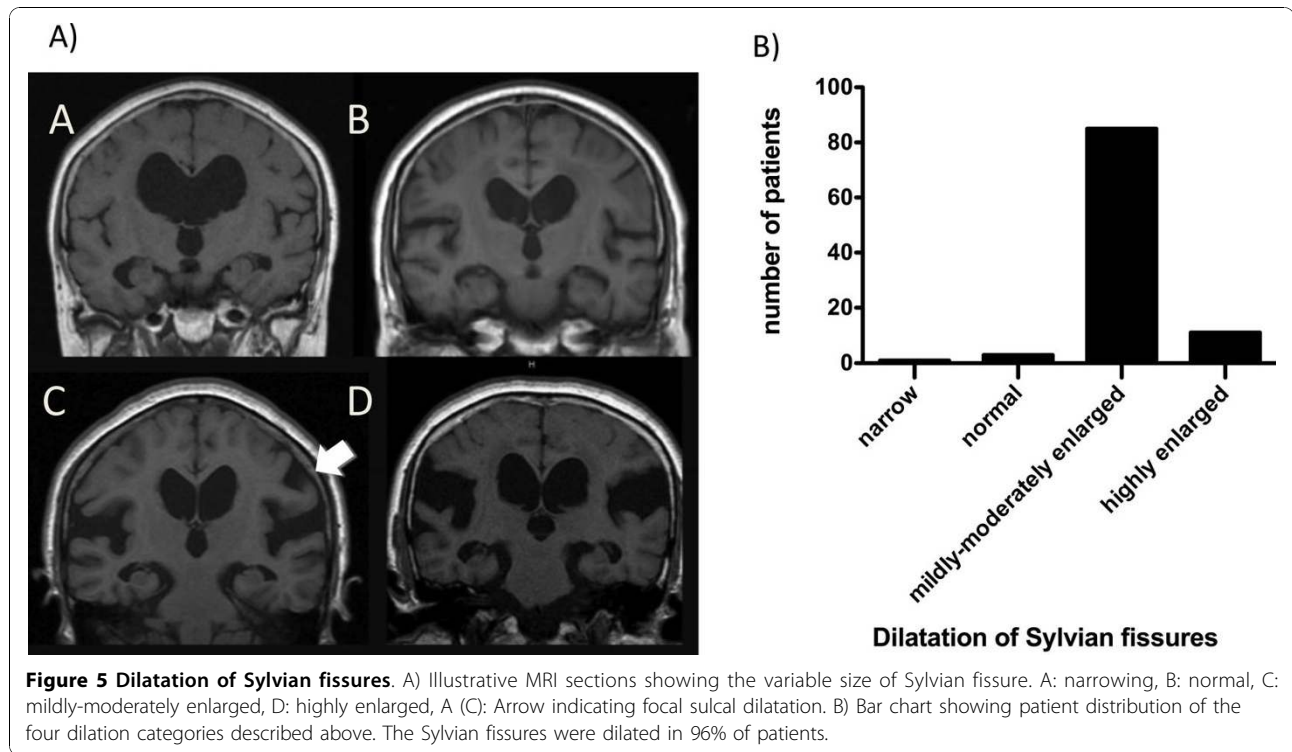 A)
A
B
C
D
H
B)
number of patients
100
80
60
40
20
0
narrow
normal
mildly-moderately enlarged
highly enlarged
Dilatation of Sylvian fissures
Figure 5 Dilatation of Sylvian fissures. A) Illustrative MRI sections showing the variable size of Sylvian fissure. A: narrowing, B: normal, C:
mildly-moderately enlarged, D: highly enlarged, A (C): Arrow indicating focal sulcal dilatation. B) Bar chart showing patient distribution of the
four dilation categories described above. The Sylvian fissures were dilated in 96% of patients.